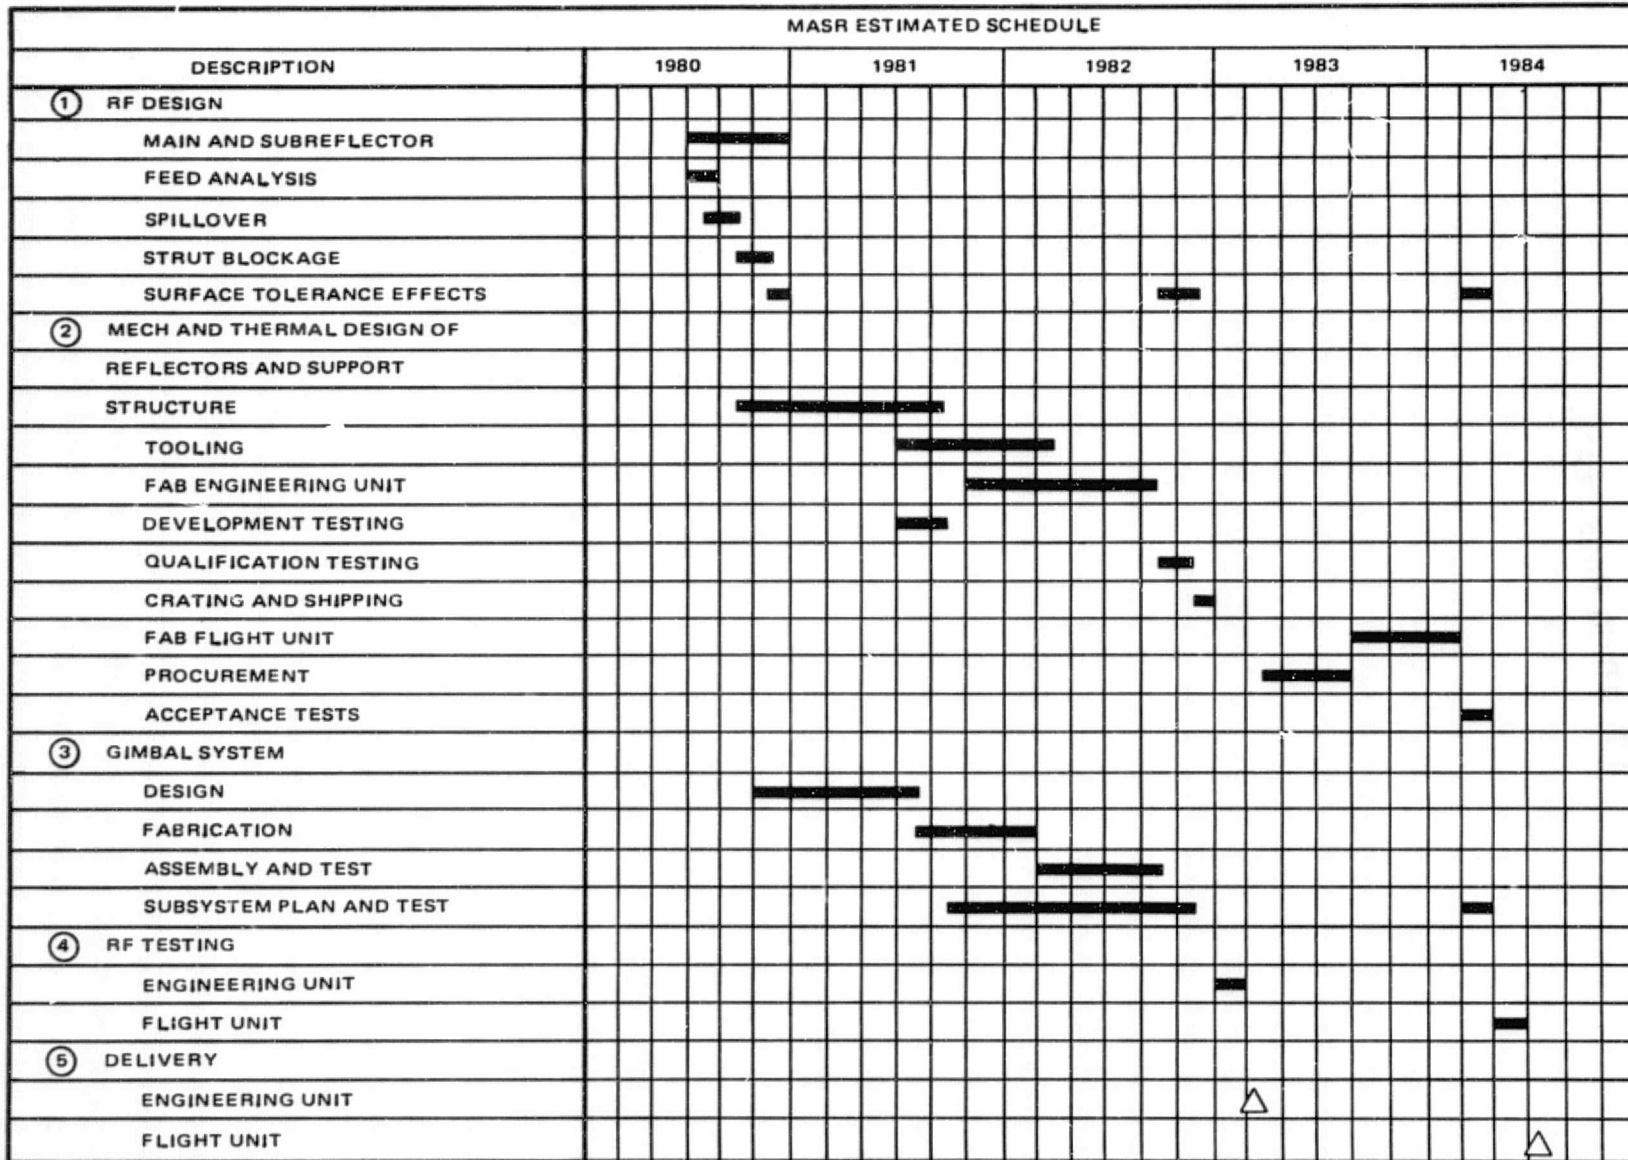 MASR ESTIMATED SCHEDULE
DESCRIPTION 1980 1981 1982 1983 1984
1 RF DESIGN
MAIN AND SUBREFLECTOR
FEED ANALYSIS
SPILLOVER
STRUT BLOCKAGE
SURFACE TOLERANCE EFFECTS
2 MECH AND THERMAL DESIGN OF
REFLECTORS AND SUPPORT
STRUCTURE
TOOLING
FAB ENGINEERING UNIT
DEVELOPMENT TESTING
QUALIFICATION TESTING
CRATING AND SHIPPING
FAB FLIGHT UNIT
PROCUREMENT
ACCEPTANCE TESTS
3 GIMBAL SYSTEM
DESIGN
FABRICATION
ASSEMBLY AND TEST
SUBSYSTEM PLAN AND TEST
4 RF TESTING
ENGINEERING UNIT
FLIGHT UNIT
5 DELIVERY
ENGINEERING UNIT
FLIGHT UNIT